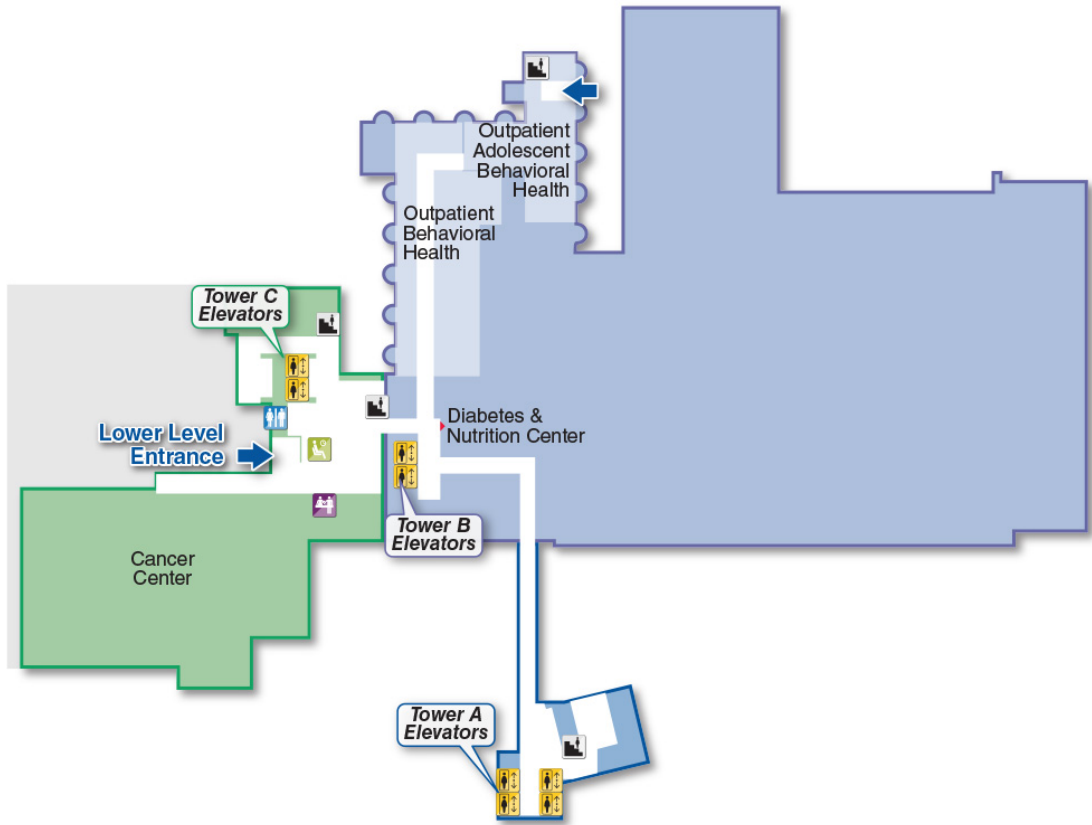 Outpatient
Adolescent
Behavioral
Health
Outpatient
Behavioral
Health
Tower C
Elevators
Diabetes &
Nutrition Center
Lower Level
Entrance
Tower B
Elevators
Cancer
Center
Tower A
Elevators